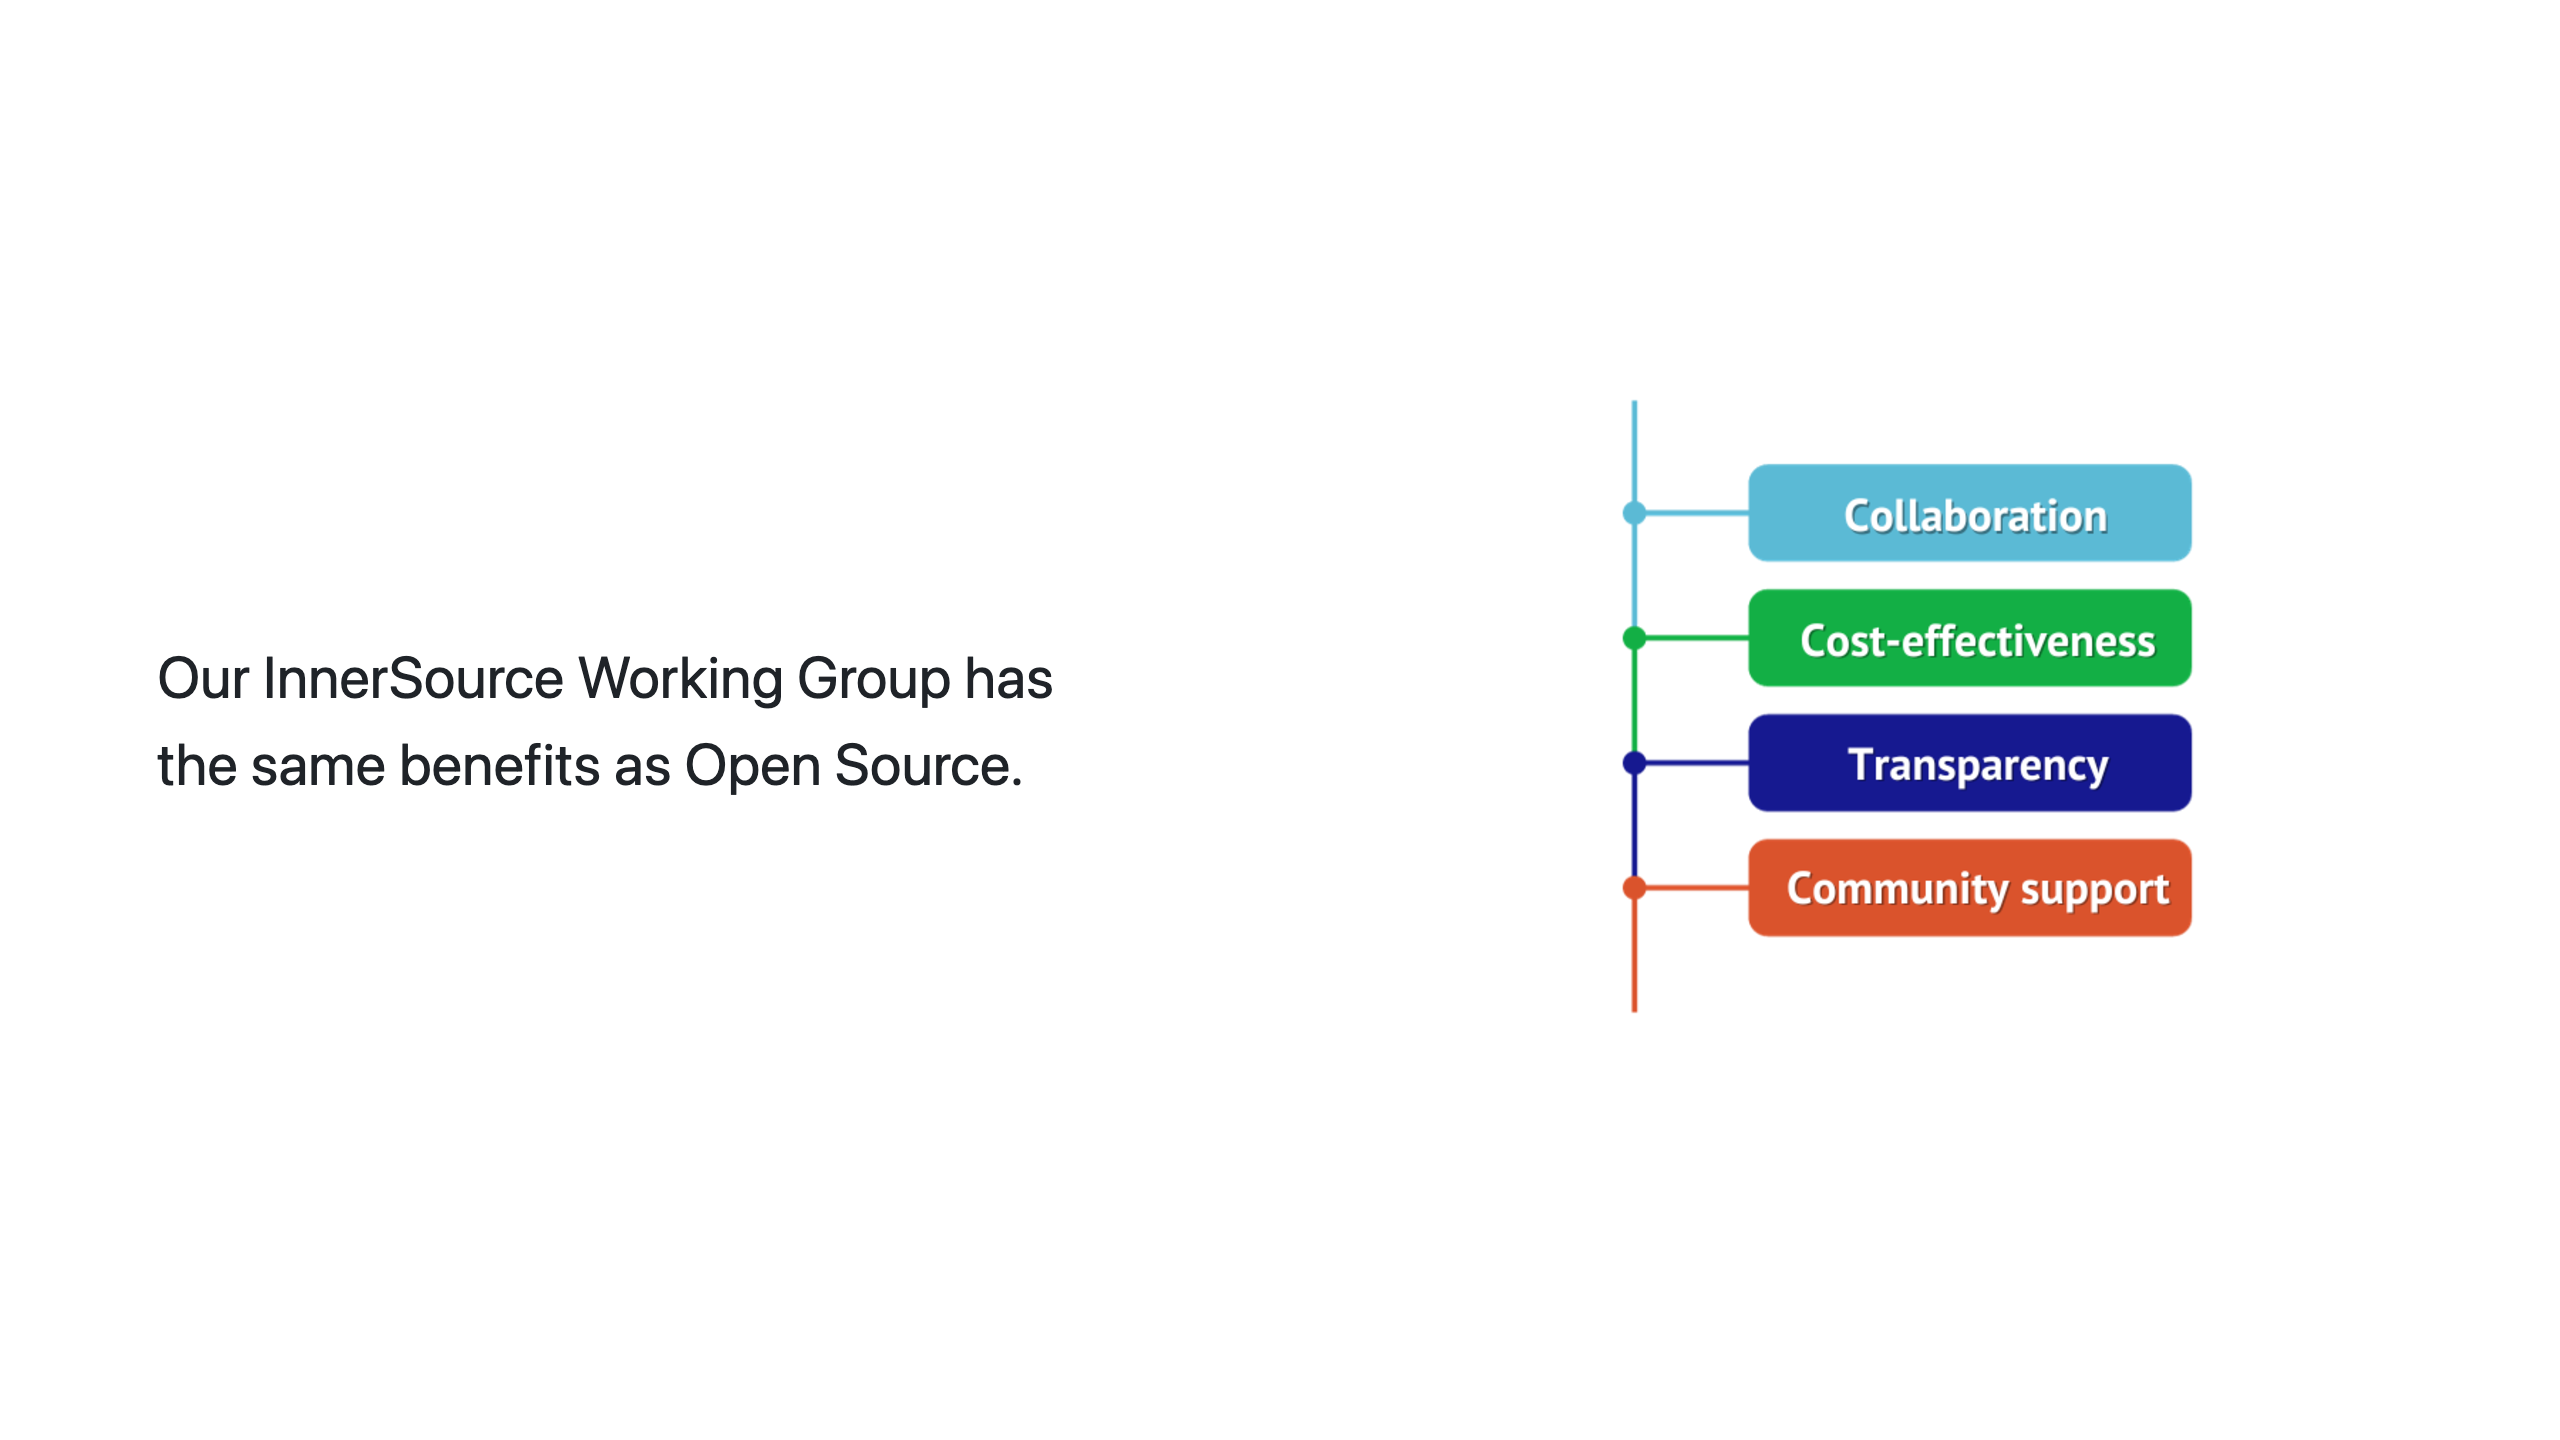 Our InnerSource Working Group has
the same benefits as Open Source.
Collaboration
Cost-effectiveness
Transparency
Community support